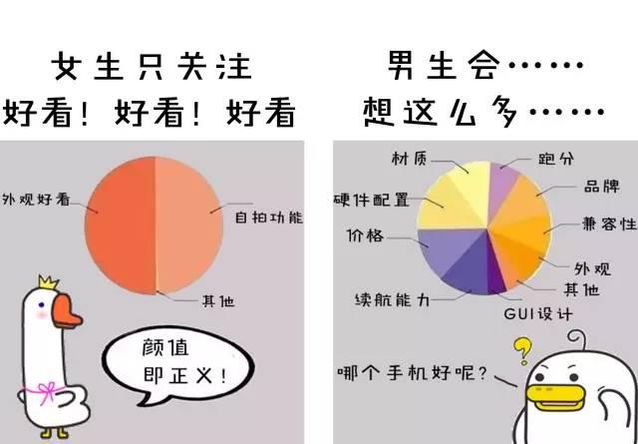 女生只关注
好看！好看！好看
外观好看
自拍功能
其他
颜值
即正义！
男生会……
想这么多……
材质
跑分
硬件配置
品牌
价格
兼容性
外观
其他
续航能力
GUI设计
?
哪个手机好呢?